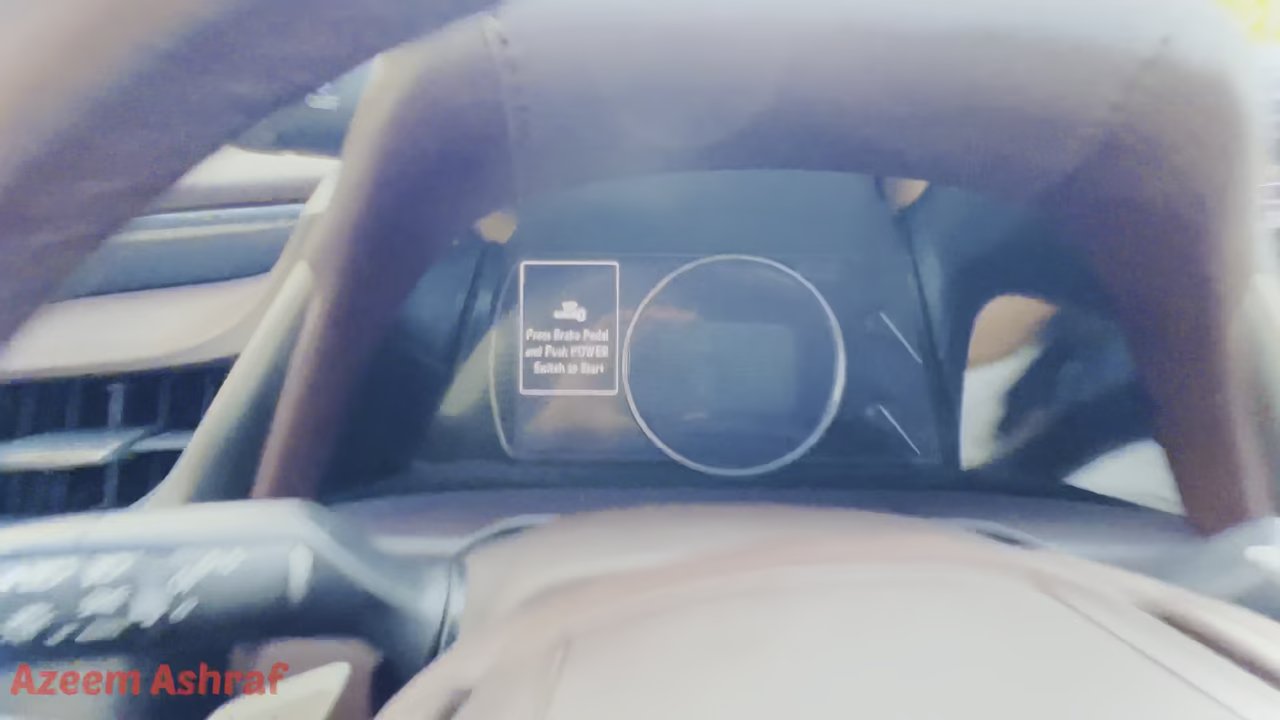 Press Brake Pedal
and Push POWER
Switch to Start
Azeem Ashraf